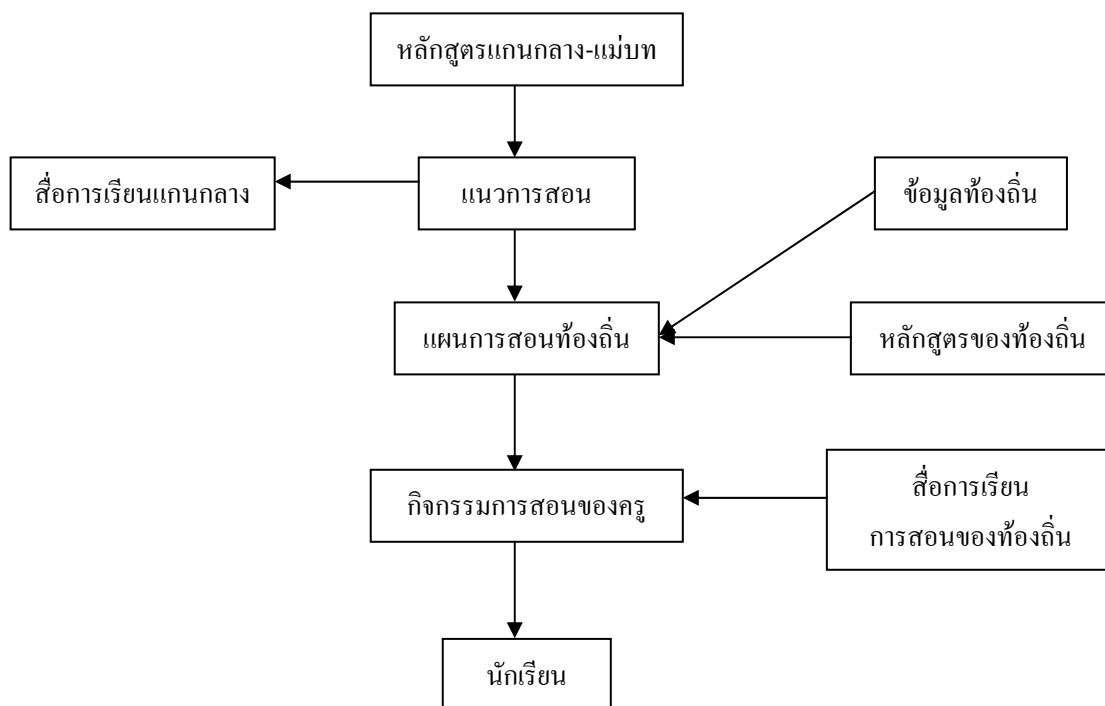 หลักสูตรแกนกลาง-แม่บท
สื่อการเรียนแกนกลาง
แนวการสอน
ข้อมูลท้องถิ่น
แผนการสอนท้องถิ่น
หลักสูตรของท้องถิ่น
กิจกรรมการสอนของครู
สื่อการเรียน
การสอนของท้องถิ่น
นักเรียน